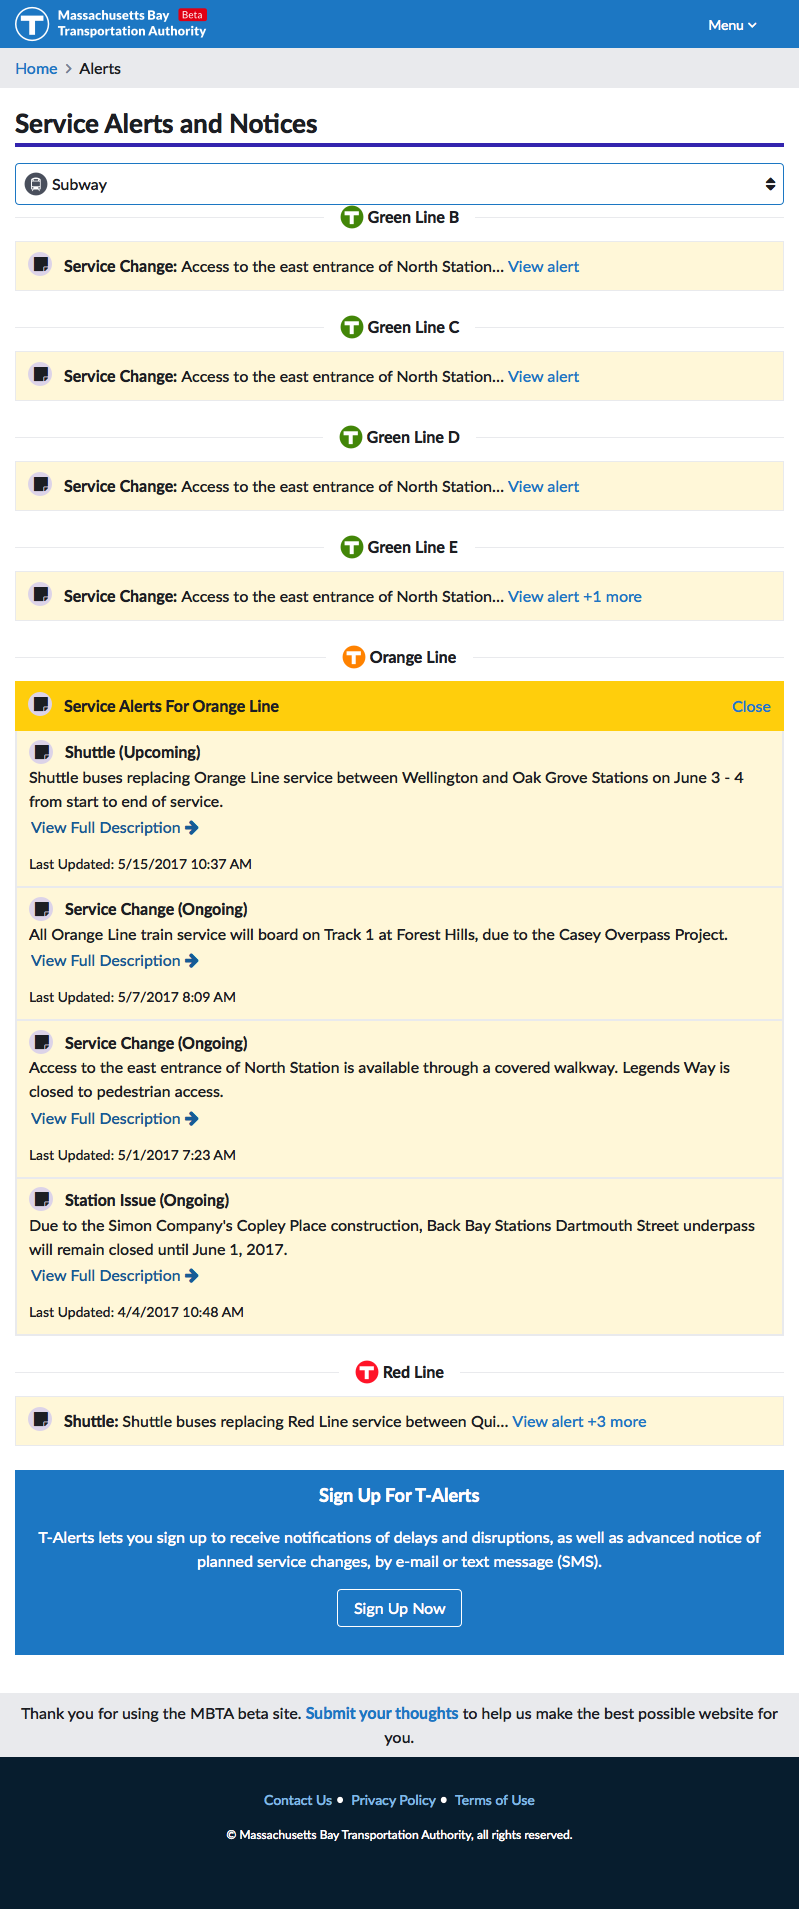 Massachusetts Bay Beta
Transportation Authority
Menu
Home > Alerts
Service Alerts and Notices
Subway
T Green Line B
Service Change: Access to the east entrance of North Station... View alert
T Green Line C
Service Change: Access to the east entrance of North Station... View alert
T Green Line D
Service Change: Access to the east entrance of North Station... View alert
T Green Line E
Service Change: Access to the east entrance of North Station... View alert +1 more
T Orange Line
Service Alerts For Orange Line Close
Shuttle (Upcoming)
Shuttle buses replacing Orange Line service between Wellington and Oak Grove Stations on June 3 - 4
from start to end of service.
View Full Description
Last Updated: 5/15/2017 10:37 AM
Service Change (Ongoing)
All Orange Line train service will board on Track 1 at Forest Hills, due to the Casey Overpass Project.
View Full Description
Last Updated: 5/7/2017 8:09 AM
Service Change (Ongoing)
Access to the east entrance of North Station is available through a covered walkway. Legends Way is
closed to pedestrian access.
View Full Description
Last Updated: 5/1/2017 7:23 AM
Station Issue (Ongoing)
Due to the Simon Company's Copley Place construction, Back Bay Stations Dartmouth Street underpass
will remain closed until June 1, 2017.
View Full Description
Last Updated: 4/4/2017 10:48 AM
T Red Line
Shuttle: Shuttle buses replacing Red Line service between Qui... View alert +3 more
Sign Up For T-Alerts
T-Alerts lets you sign up to receive notifications of delays and disruptions, as well as advanced notice of
planned service changes, by e-mail or text message (SMS).
Sign Up Now
Thank you for using the MBTA beta site. Submit your thoughts to help us make the best possible website for
you.
Contact Us • Privacy Policy • Terms of Use
© Massachusetts Bay Transportation Authority, all rights reserved.